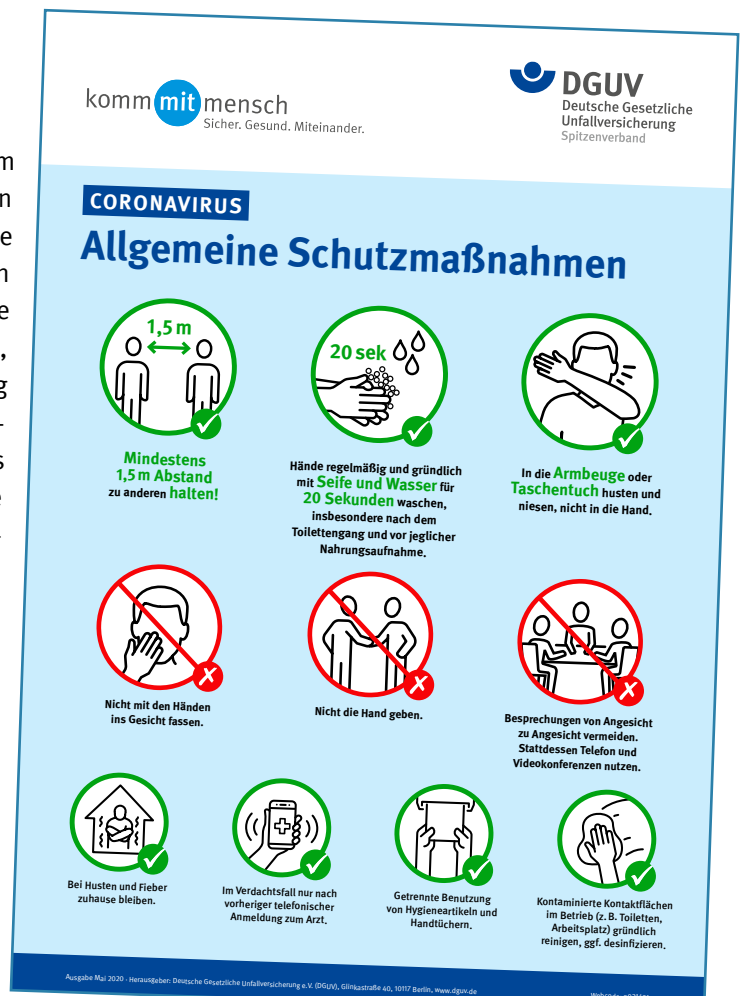 komm mit mensch
Sicher. Gesund. Miteinander.
DGUV
Deutsche Gesetzliche
Unfallversicherung
Spitzenverband
CORONAVIRUS
Allgemeine Schutzmaßnahmen
1,5 m
Mindestens
1,5 m Abstand
zu anderen halten!
20 sek
Hände regelmäßig und gründlich
mit Seife und Wasser für
20 Sekunden waschen,
insbesondere nach dem
Toilettengang und vor jeglicher
Nahrungsaufnahme.
In die Armbeuge oder
Taschentuch husten und
niesen, nicht in die Hand.
Nicht mit den Händen
ins Gesicht fassen.
Nicht die Hand geben.
Besprechungen von Angesicht
zu Angesicht vermeiden.
Stattdessen Telefon und
Videokonferenzen nutzen.
Bei Husten und Fieber
zuhause bleiben.
Im Verdachtsfall nur nach
vorheriger telefonischer
Anmeldung zum Arzt.
Getrennte Benutzung
von Hygieneartikeln und
Handtüchern.
Kontaminierte Kontaktflächen
im Betrieb (z. B. Toiletten,
Arbeitsplatz) gründlich
reinigen, ggf. desinfizieren.
Ausgabe Mai 2020 · Herausgeber: Deutsche Gesetzliche Unfallversicherung e.V. (DGUV), Glinkastraße 40, 10117 Berlin, www.dguv.de